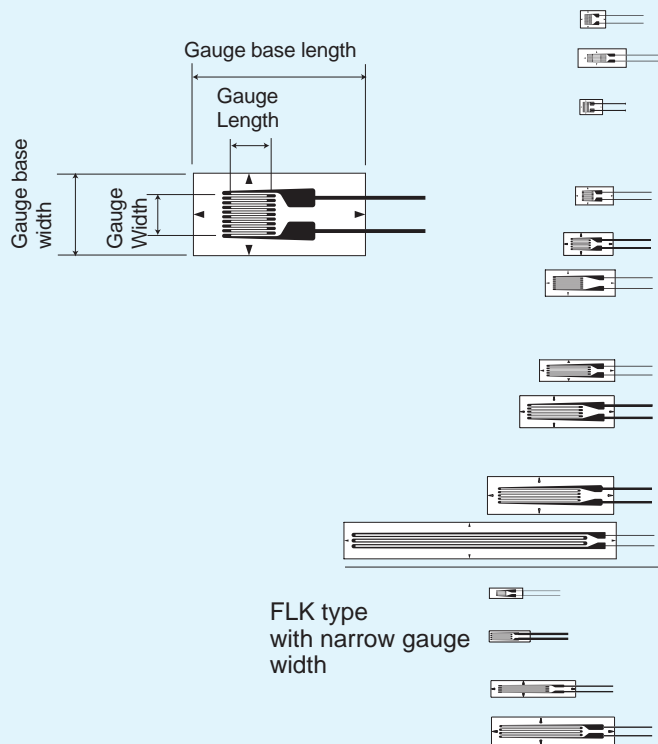 Gauge base length
Gauge
Length
Gauge base
width
Gauge
Width
FLK type
with narrow gauge
width